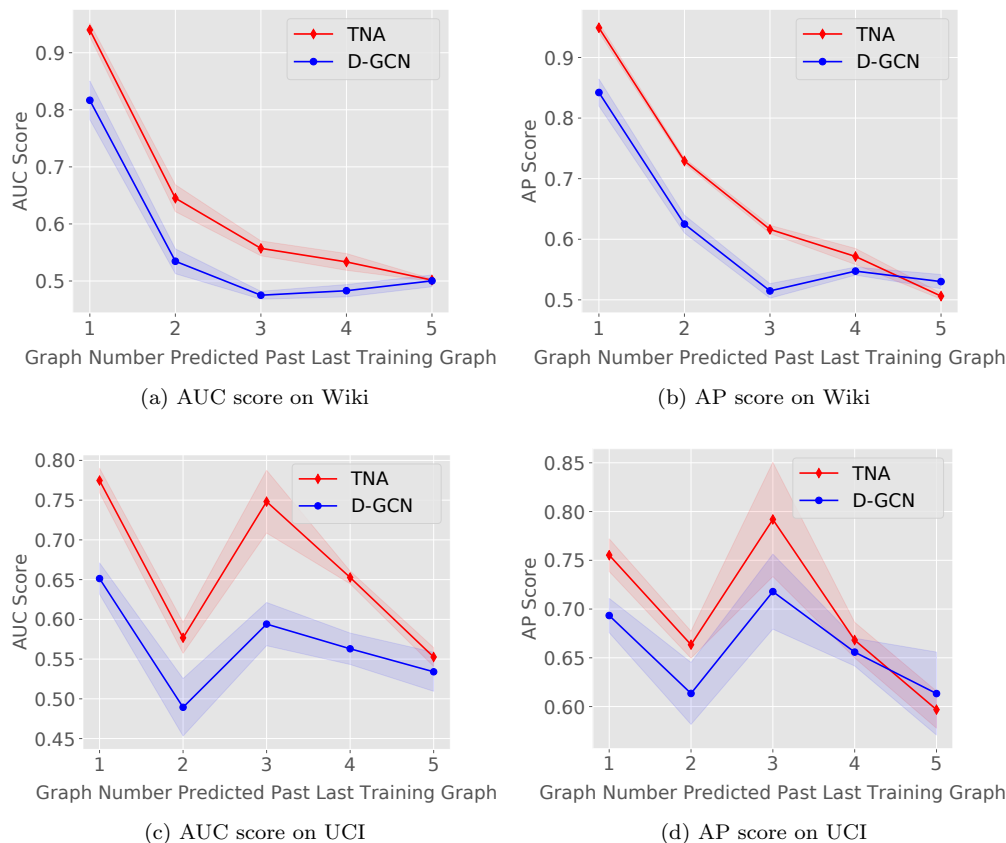 AUC Score
0.9
0.8
0.7
0.6
0.5
TNA
D-GCN
1 2 3 4 5
Graph Number Predicted Past Last Training Graph
(a) AUC score on Wiki
AP Score
0.9
0.8
0.7
0.6
0.5
TNA
D-GCN
1 2 3 4 5
Graph Number Predicted Past Last Training Graph
(b) AP score on Wiki
AUC Score
0.80
0.75
0.70
0.65
0.60
0.55
0.50
0.45
TNA
D-GCN
1 2 3 4 5
Graph Number Predicted Past Last Training Graph
(c) AUC score on UCI
AP Score
0.85
0.80
0.75
0.70
0.65
0.60
TNA
D-GCN
1 2 3 4 5
Graph Number Predicted Past Last Training Graph
(d) AP score on UCI